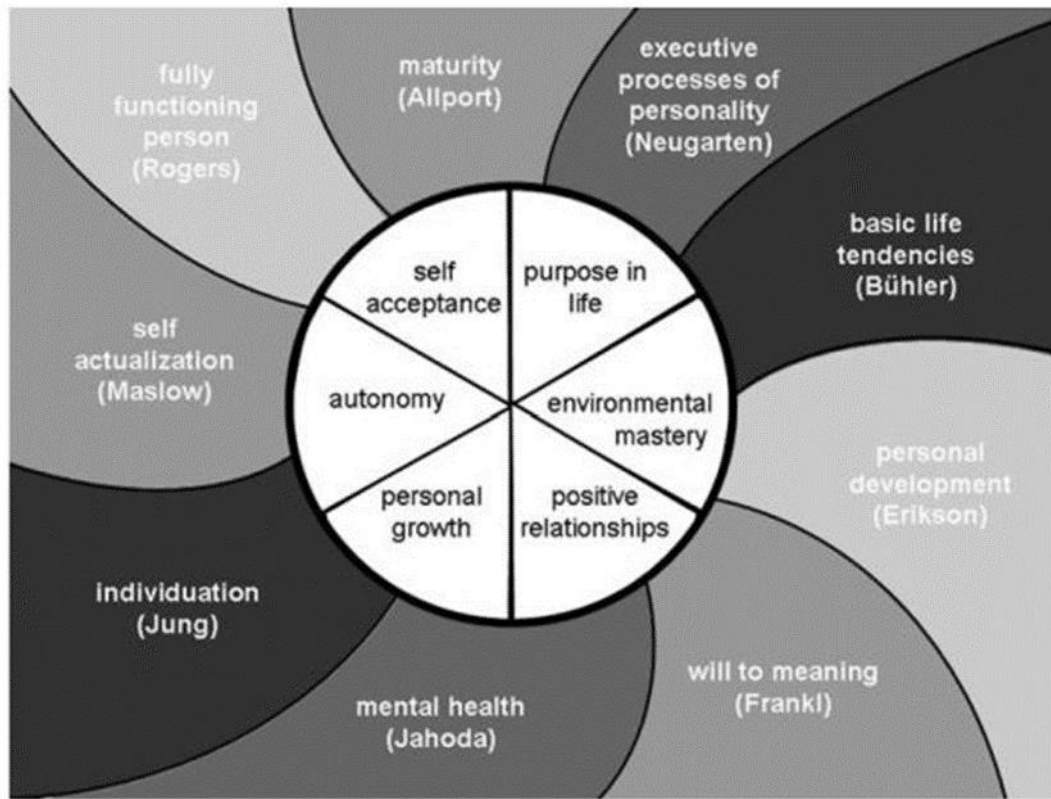 fully
functioning
person
(Rogers)
maturity
(Allport)
executive
processes of
personality
(Neugarten)
basic life
tendencies
(Bühler)
personal
development
(Erikson)
will to meaning
(Frankl)
mental health
(Jahoda)
individuation
(Jung)
self
actualization
(Maslow)
self
acceptance
purpose in
life
environmental
mastery
positive
relationships
personal
growth
autonomy